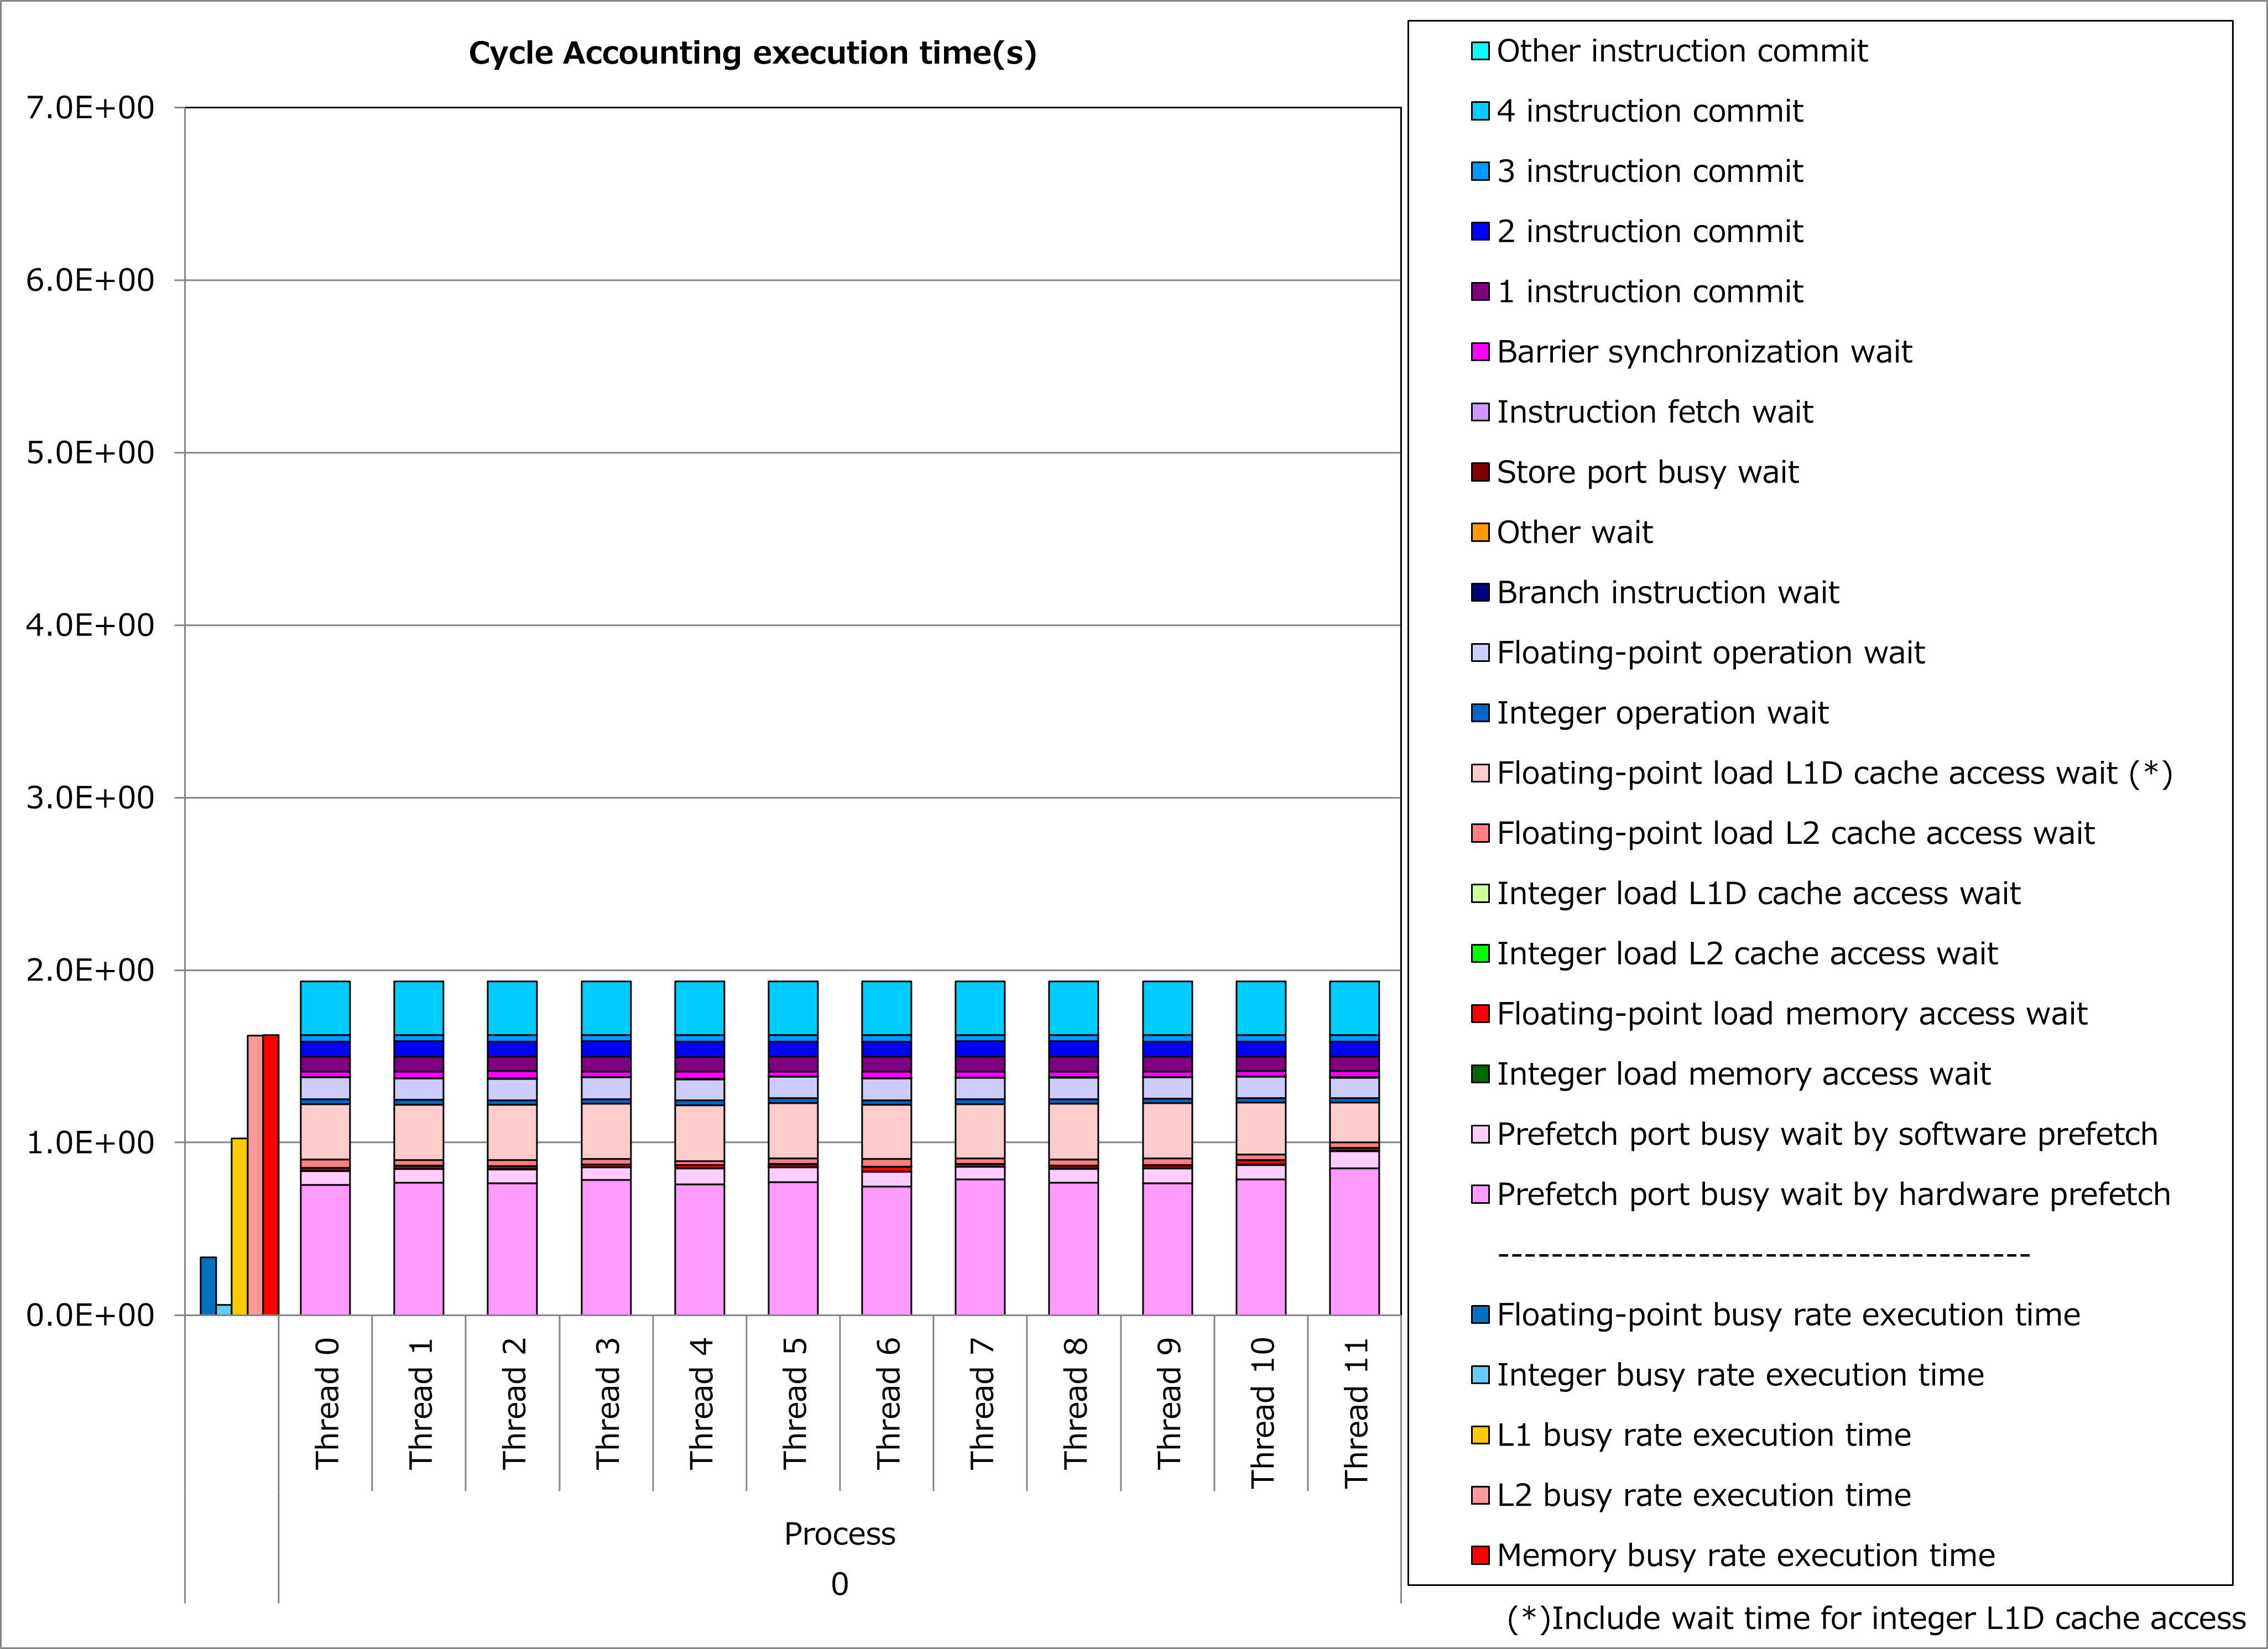 Cycle Accounting execution time(s)
7.0E+00
6.0E+00
5.0E+00
4.0E+00
3.0E+00
2.0E+00
1.0E+00
0.0E+00
Thread 0
Thread 1
Thread 2
Thread 3
Thread 4
Thread 5
Thread 6
Thread 7
Thread 8
Thread 9
Thread 10
Thread 11
Process
0
Other instruction commit
4 instruction commit
3 instruction commit
2 instruction commit
1 instruction commit
Barrier synchronization wait
Instruction fetch wait
Store port busy wait
Other wait
Branch instruction wait
Floating-point operation wait
Integer operation wait
Floating-point load L1D cache access wait (*)
Floating-point load L2 cache access wait
Integer load L1D cache access wait
Integer load L2 cache access wait
Floating-point load memory access wait
Integer load memory access wait
Prefetch port busy wait by software prefetch
Prefetch port busy wait by hardware prefetch
----------------------------------------
Floating-point busy rate execution time
Integer busy rate execution time
L1 busy rate execution time
L2 busy rate execution time
Memory busy rate execution time
(*)Include wait time for integer L1D cache access